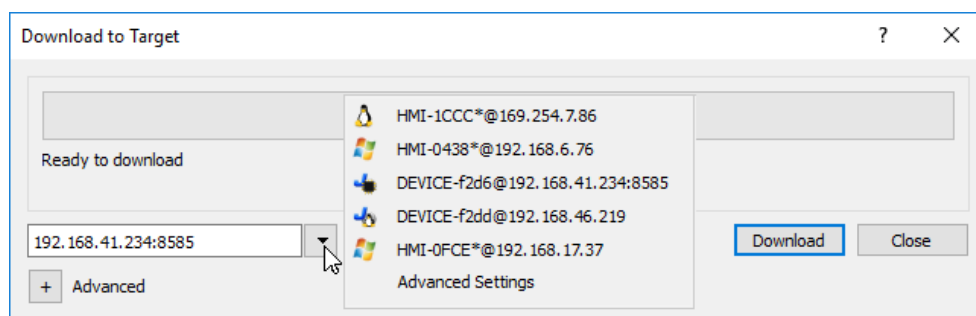 Download to Target
?
HMI-1CCC*@169.254.7.86
HMI-0438*@192.168.6.76
Ready to download
DEVICE-f2d6@192.168.41.234:8585
DEVICE-f2dd@192.168.46.219
192.168.41.234:8585
HMI-0FCE*@192.168.17.37
Download
Close
+ Advanced
Advanced Settings